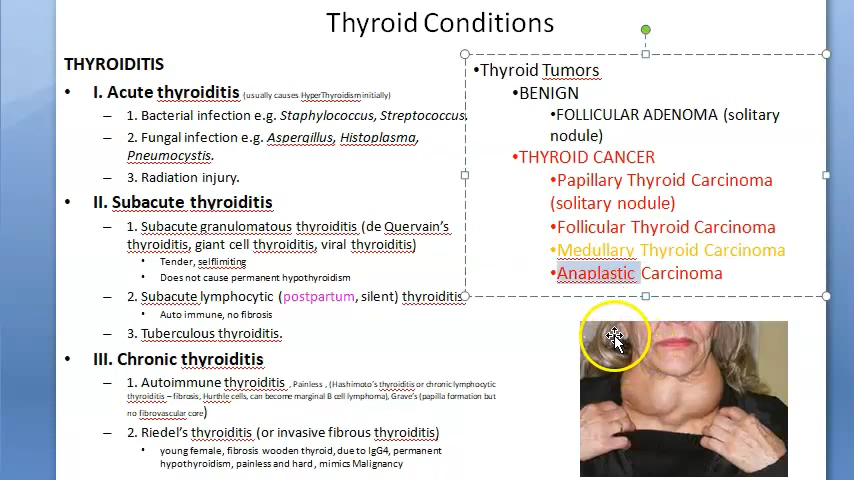 Thyroid Conditions
THYROIDITIS
• I. Acute thyroiditis (usually causes HyperThyroidism initially)
– 1. Bacterial infection e.g. Staphylococcus, Streptococcus.
– 2. Fungal infection e.g. Aspergillus, Histoplasma,
Pneumocystis.
– 3. Radiation injury.
• II. Subacute thyroiditis
– 1. Subacute granulomatous thyroiditis (de Quervain's
thyroiditis, giant cell thyroiditis, viral thyroiditis)
• Tender, selflimiting
• Does not cause permanent hypothyroidism
– 2. Subacute lymphocytic (postpartum, silent) thyroiditis
• Auto immune, no fibrosis
– 3. Tuberculous thyroiditis.
• III. Chronic thyroiditis
– 1. Autoimmune thyroiditis , Painless , (Hashimoto's thyroiditis or chronic lymphocytic
thyroiditis – fibrosis, Hurthle cells, can become marginal B cell lymphoma), Grave's (papilla formation but
no fibrovascular core)
– 2. Riedel's thyroiditis (or invasive fibrous thyroiditis)
• young female, fibrosis wooden thyroid, due to IgG4, permanent
hypothyroidism, painless and hard, mimics Malignancy
•Thyroid Tumors
•BENIGN
•FOLLICULAR ADENOMA (solitary
nodule)
•THYROID CANCER
•Papillary Thyroid Carcinoma
(solitary nodule)
•Follicular Thyroid Carcinoma
•Medullary Thyroid Carcinoma
•Anaplastic Carcinoma